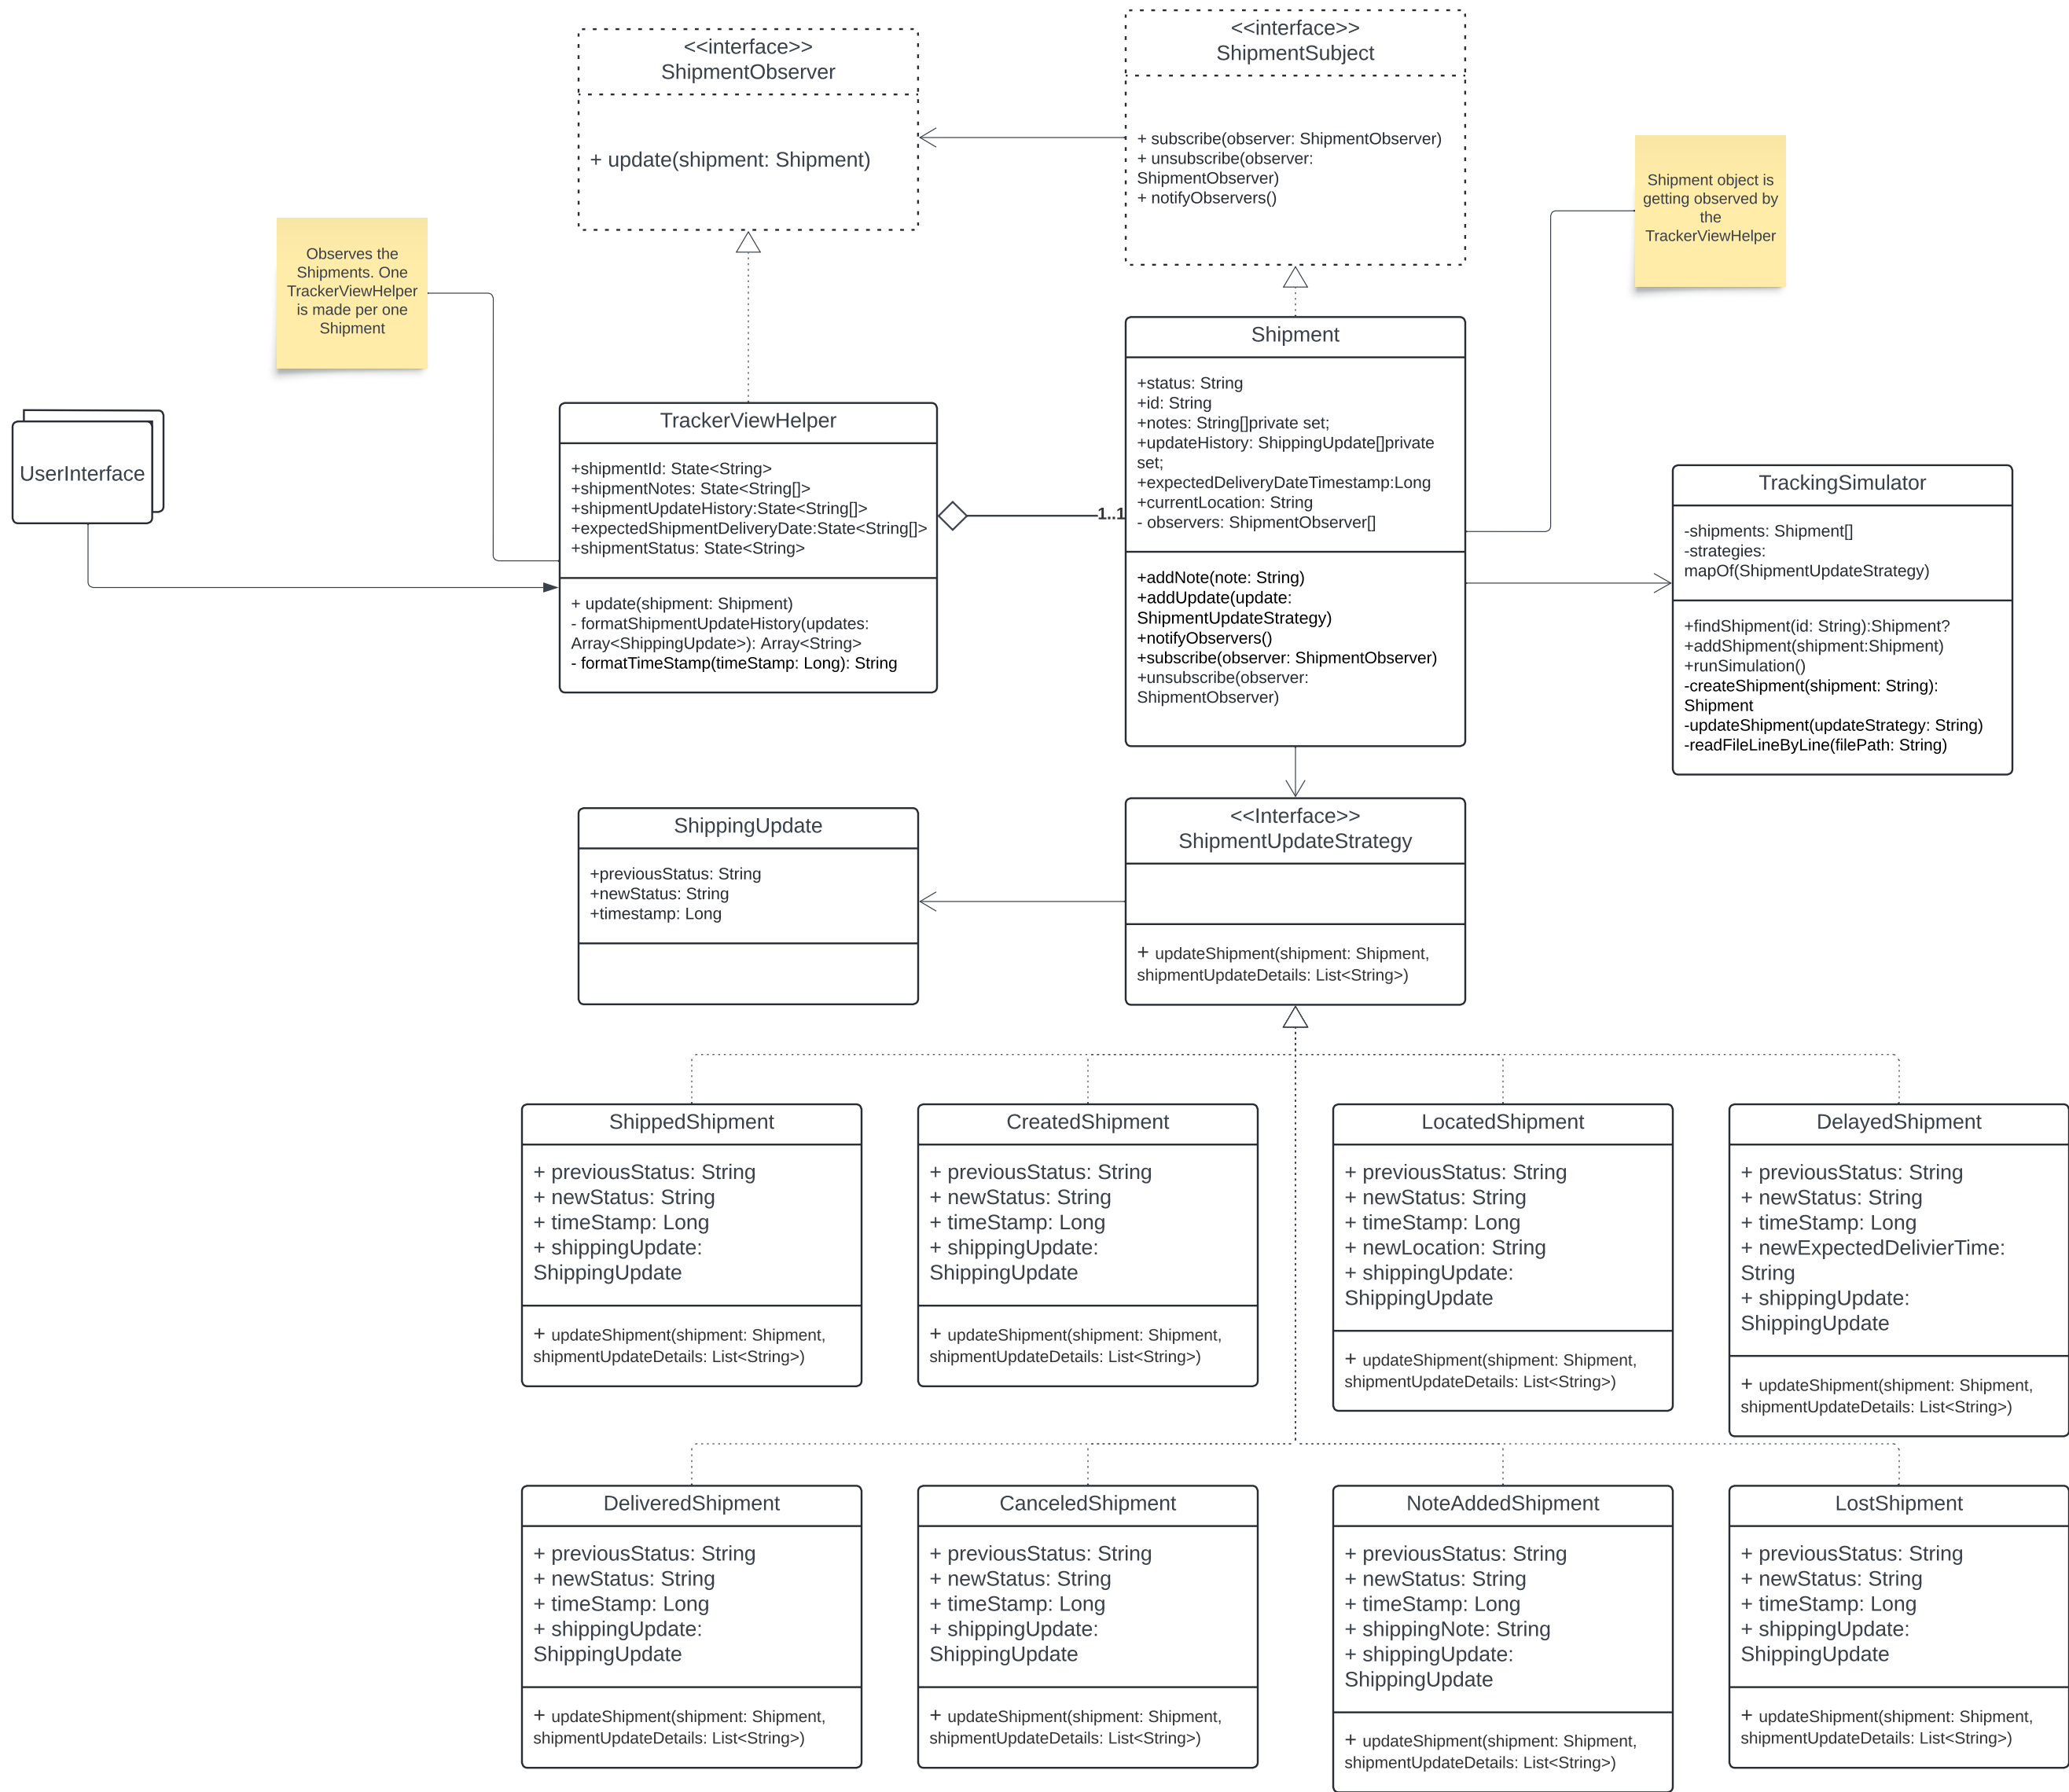 <<interface>>
ShipmentObserver
+ update(shipment: Shipment)
<<interface>>
ShipmentSubject
+ subscribe(observer: ShipmentObserver)
+ unsubscribe(observer:
ShipmentObserver)
+ notifyObservers()
Shipment object is
getting observed by
the
TrackerViewHelper
Observes the
Shipments. One
TrackerViewHelper
is made per one
Shipment
UserInterface
TrackerViewHelper
+shipmentId: State<String>
+shipmentNotes: State<String[]>
+shipmentUpdateHistory:State<String[]>
+expectedShipmentDeliveryDate:State<String[]>
+shipmentStatus: State<String>
+ update(shipment: Shipment)
- formatShipmentUpdateHistory(updates:
Array<ShippingUpdate>): Array<String>
- formatTimeStamp(timeStamp: Long): String
1..1
Shipment
+status: String
+id: String
+notes: String[]private set;
+updateHistory: ShippingUpdate[]private
set;
+expectedDeliveryDateTimestamp:Long
+currentLocation: String
- observers: ShipmentObserver[]
+addNote(note: String)
+addUpdate(update:
ShipmentUpdateStrategy)
+notifyObservers()
+subscribe(observer: ShipmentObserver)
+unsubscribe(observer:
ShipmentObserver)
TrackingSimulator
-shipments: Shipment[]
-strategies:
mapOf(ShipmentUpdateStrategy)
+findShipment(id: String):Shipment?
+addShipment(shipment:Shipment)
+runSimulation()
-createShipment(shipment: String):
Shipment
-updateShipment(updateStrategy: String)
-readFileLineByLine(filePath: String)
ShippingUpdate
+previousStatus: String
+newStatus: String
+timestamp: Long
<<Interface>>
ShipmentUpdateStrategy
+ updateShipment(shipment: Shipment,
shipmentUpdateDetails: List<String>)
ShippedShipment
+ previousStatus: String
+ newStatus: String
+ timeStamp: Long
+ shippingUpdate:
ShippingUpdate
+ updateShipment(shipment: Shipment,
shipmentUpdateDetails: List<String>)
CreatedShipment
+ previousStatus: String
+ newStatus: String
+ timeStamp: Long
+ shippingUpdate:
ShippingUpdate
+ updateShipment(shipment: Shipment,
shipmentUpdateDetails: List<String>)
LocatedShipment
+ previousStatus: String
+ newStatus: String
+ timeStamp: Long
+ newLocation: String
+ shippingUpdate:
ShippingUpdate
+ updateShipment(shipment: Shipment,
shipmentUpdateDetails: List<String>)
DelayedShipment
+ previousStatus: String
+ newStatus: String
+ timeStamp: Long
+ newExpectedDelivierTime:
String
+ shippingUpdate:
ShippingUpdate
+ updateShipment(shipment: Shipment,
shipmentUpdateDetails: List<String>)
DeliveredShipment
+ previousStatus: String
+ newStatus: String
+ timeStamp: Long
+ shippingUpdate:
ShippingUpdate
+ updateShipment(shipment: Shipment,
shipmentUpdateDetails: List<String>)
CanceledShipment
+ previousStatus: String
+ newStatus: String
+ timeStamp: Long
+ shippingUpdate:
ShippingUpdate
+ updateShipment(shipment: Shipment,
shipmentUpdateDetails: List<String>)
NoteAddedShipment
+ previousStatus: String
+ newStatus: String
+ timeStamp: Long
+ shippingNote: String
+ shippingUpdate:
ShippingUpdate
+ updateShipment(shipment: Shipment,
shipmentUpdateDetails: List<String>)
LostShipment
+ previousStatus: String
+ newStatus: String
+ timeStamp: Long
+ shippingUpdate:
ShippingUpdate
+ updateShipment(shipment: Shipment,
shipmentUpdateDetails: List<String>)